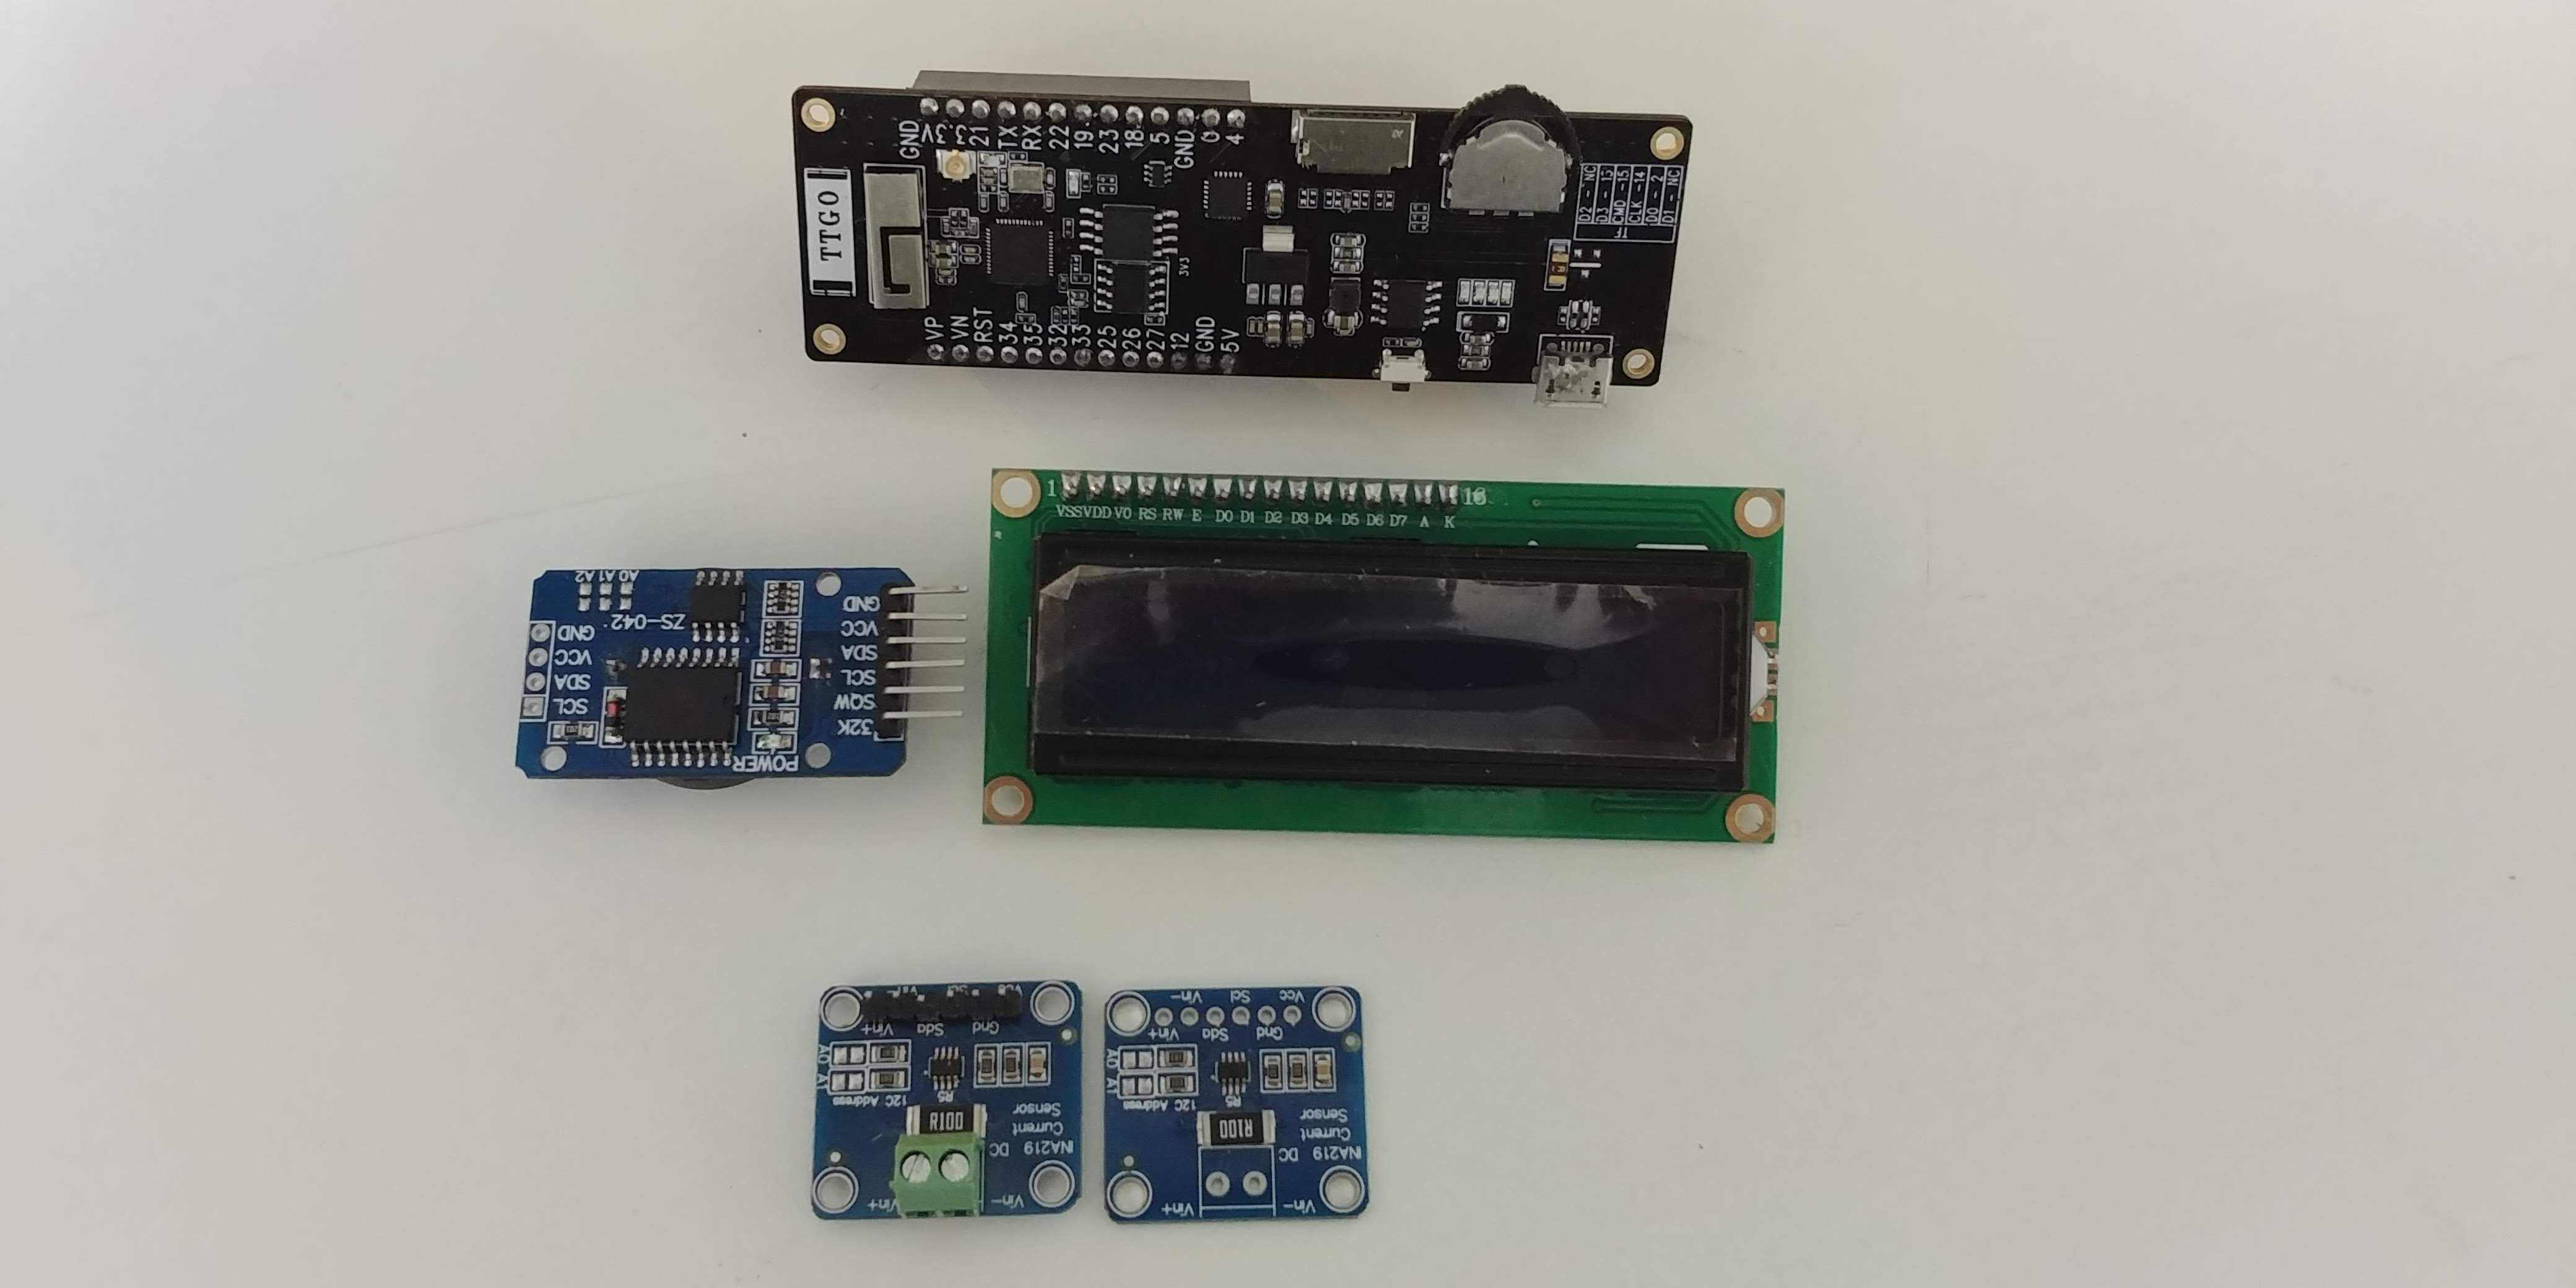 GND 3.3V 21 TX RX 22 19 23 18 5 GND 0 4
TTGO
3V3
D2 - NC
D3 - 13
CMD -15
CLK -14
D0 - 2
D1 - NC
TF
VP VN RST 34 35 32 33 25 26 27 12 GND 5V
1 16
VSS VDD V0 RS RW E D0 D1 D2 D3 D4 D5 D6 D7 A K
A0 A1 A2
ZS-042
GND
VCC
SDA
SCL
GND
VCC
SDA
SCL
SQW
32K
POWER
Vin- Scl Vcc
Vin+ Sda Gnd
A0
A1
I2C Address
R5
R100
INA219 DC
Current
Sensor
Vin+ Vin-
Vin- Scl Vcc
Vin+ Sda Gnd
A0
A1
I2C Address
R5
R100
INA219 DC
Current
Sensor
Vin+ Vin-